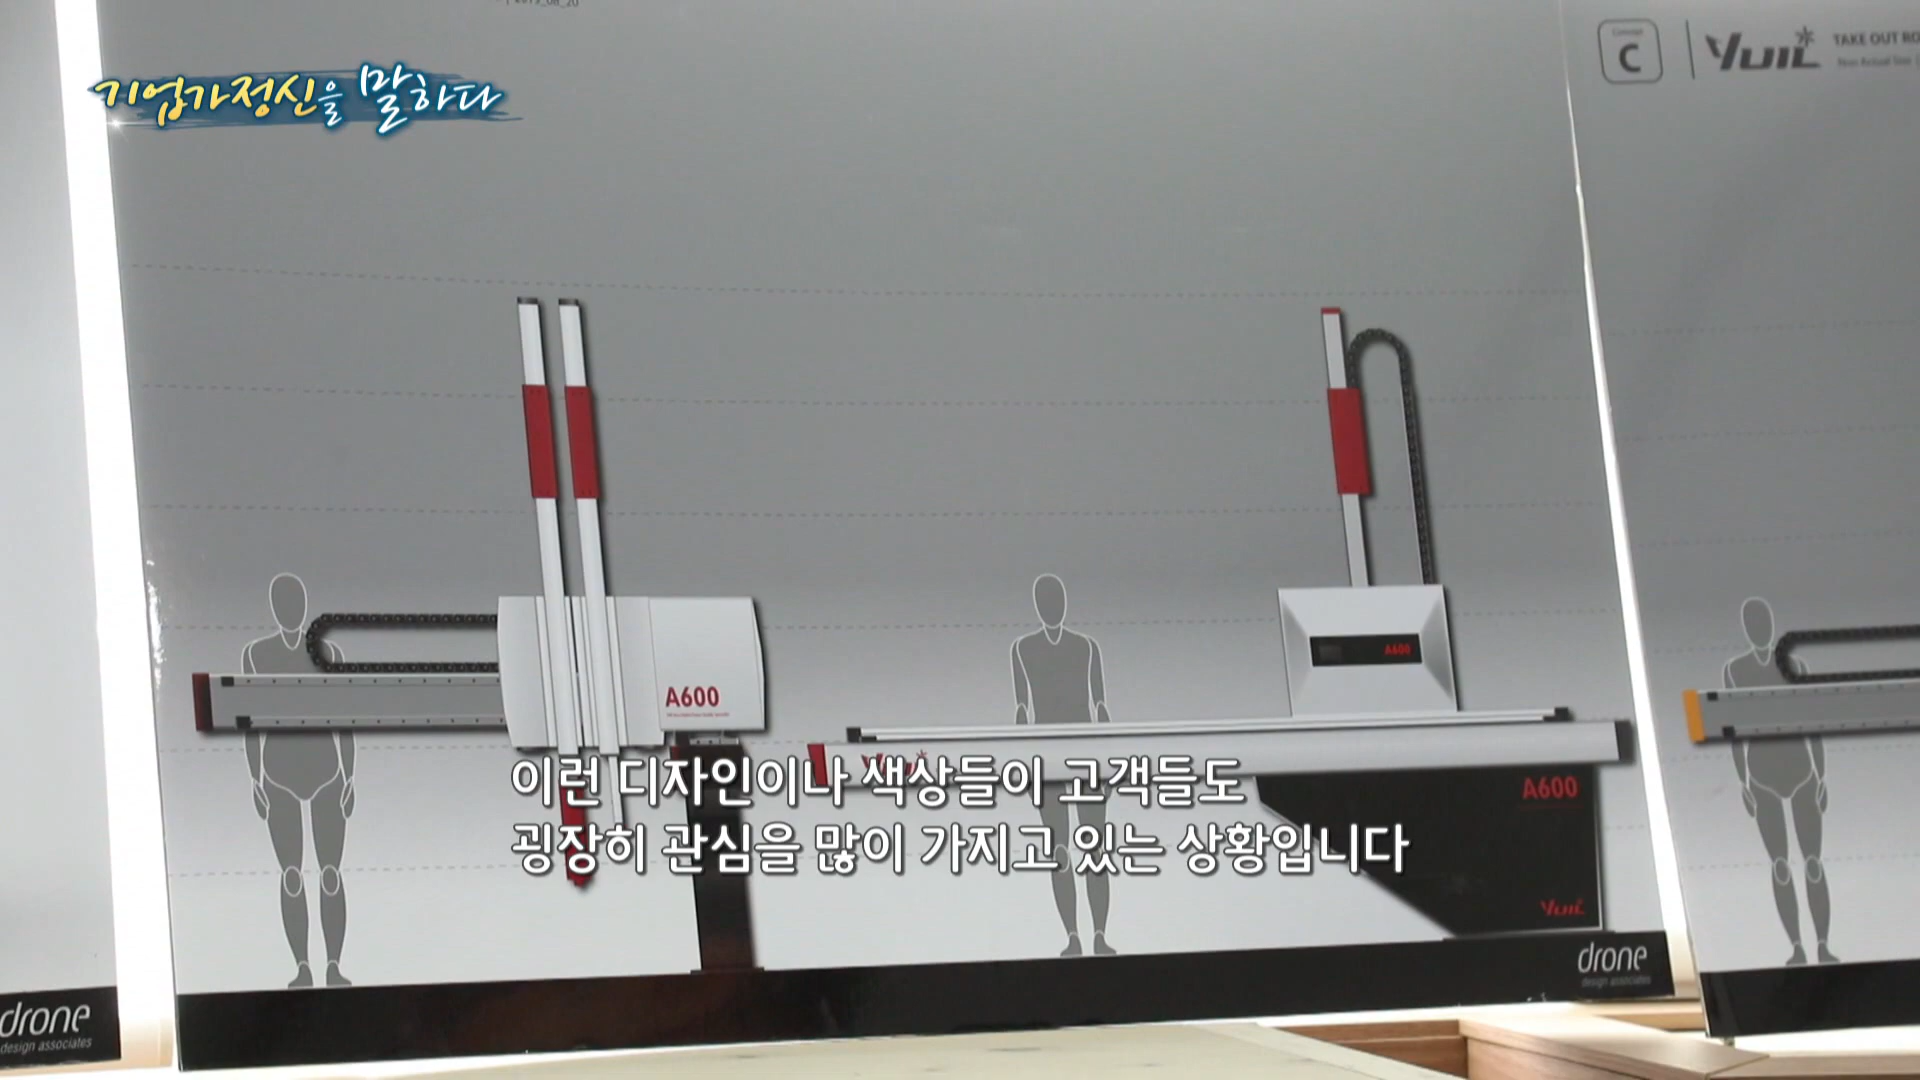 기업가정신을 말하다
C
YUIL
TAKE OUT
A600
A600
A600
이런 디자인이나 색상들이 고객들도
굉장히 관심을 많이 가지고 있는 상황입니다
YUIL
drone
design associates
drone
design associates